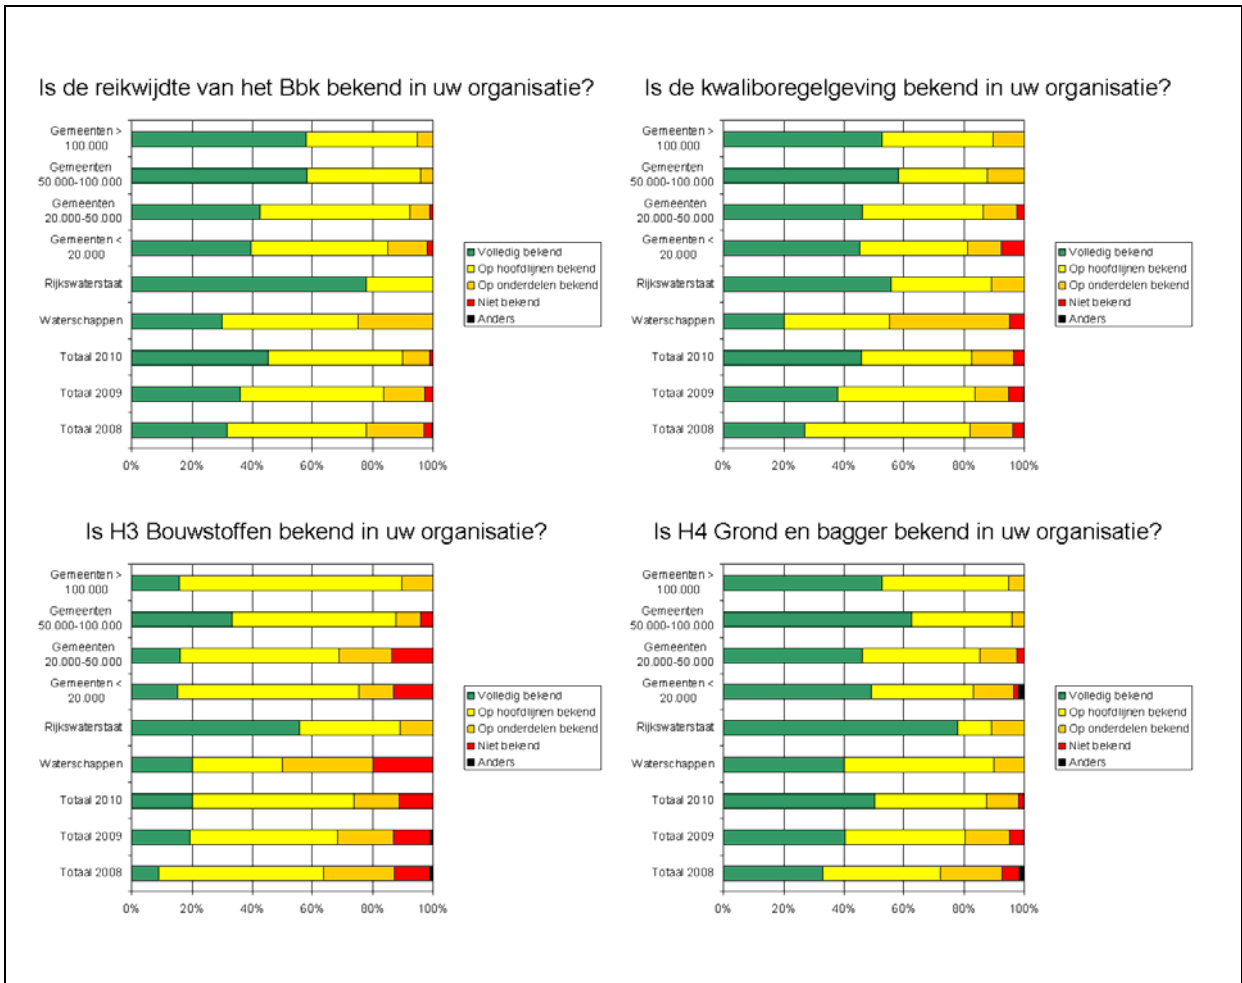 Is de reikwijdte van het Bbk bekend in uw organisatie?
Gemeenten >
100.000
Gemeenten
50.000-100.000
Gemeenten
20.000-50.000
Gemeenten <
20.000
Rijkswaterstaat
Waterschappen
Totaal 2010
Totaal 2009
Totaal 2008
0% 20% 40% 60% 80% 100%
Volledig bekend
Op hoofdlijnen bekend
Op onderdelen bekend
Niet bekend
Anders
Is de kwaliboregelgeving bekend in uw organisatie?
Gemeenten >
100.000
Gemeenten
50.000-100.000
Gemeenten
20.000-50.000
Gemeenten <
20.000
Rijkswaterstaat
Waterschappen
Totaal 2010
Totaal 2009
Totaal 2008
0% 20% 40% 60% 80% 100%
Volledig bekend
Op hoofdlijnen bekend
Op onderdelen bekend
Niet bekend
Anders
Is H3 Bouwstoffen bekend in uw organisatie?
Gemeenten >
100.000
Gemeenten
50.000-100.000
Gemeenten
20.000-50.000
Gemeenten <
20.000
Rijkswaterstaat
Waterschappen
Totaal 2010
Totaal 2009
Totaal 2008
0% 20% 40% 60% 80% 100%
Volledig bekend
Op hoofdlijnen bekend
Op onderdelen bekend
Niet bekend
Anders
Is H4 Grond en bagger bekend in uw organisatie?
Gemeenten >
100.000
Gemeenten
50.000-100.000
Gemeenten
20.000-50.000
Gemeenten <
20.000
Rijkswaterstaat
Waterschappen
Totaal 2010
Totaal 2009
Totaal 2008
0% 20% 40% 60% 80% 100%
Volledig bekend
Op hoofdlijnen bekend
Op onderdelen bekend
Niet bekend
Anders